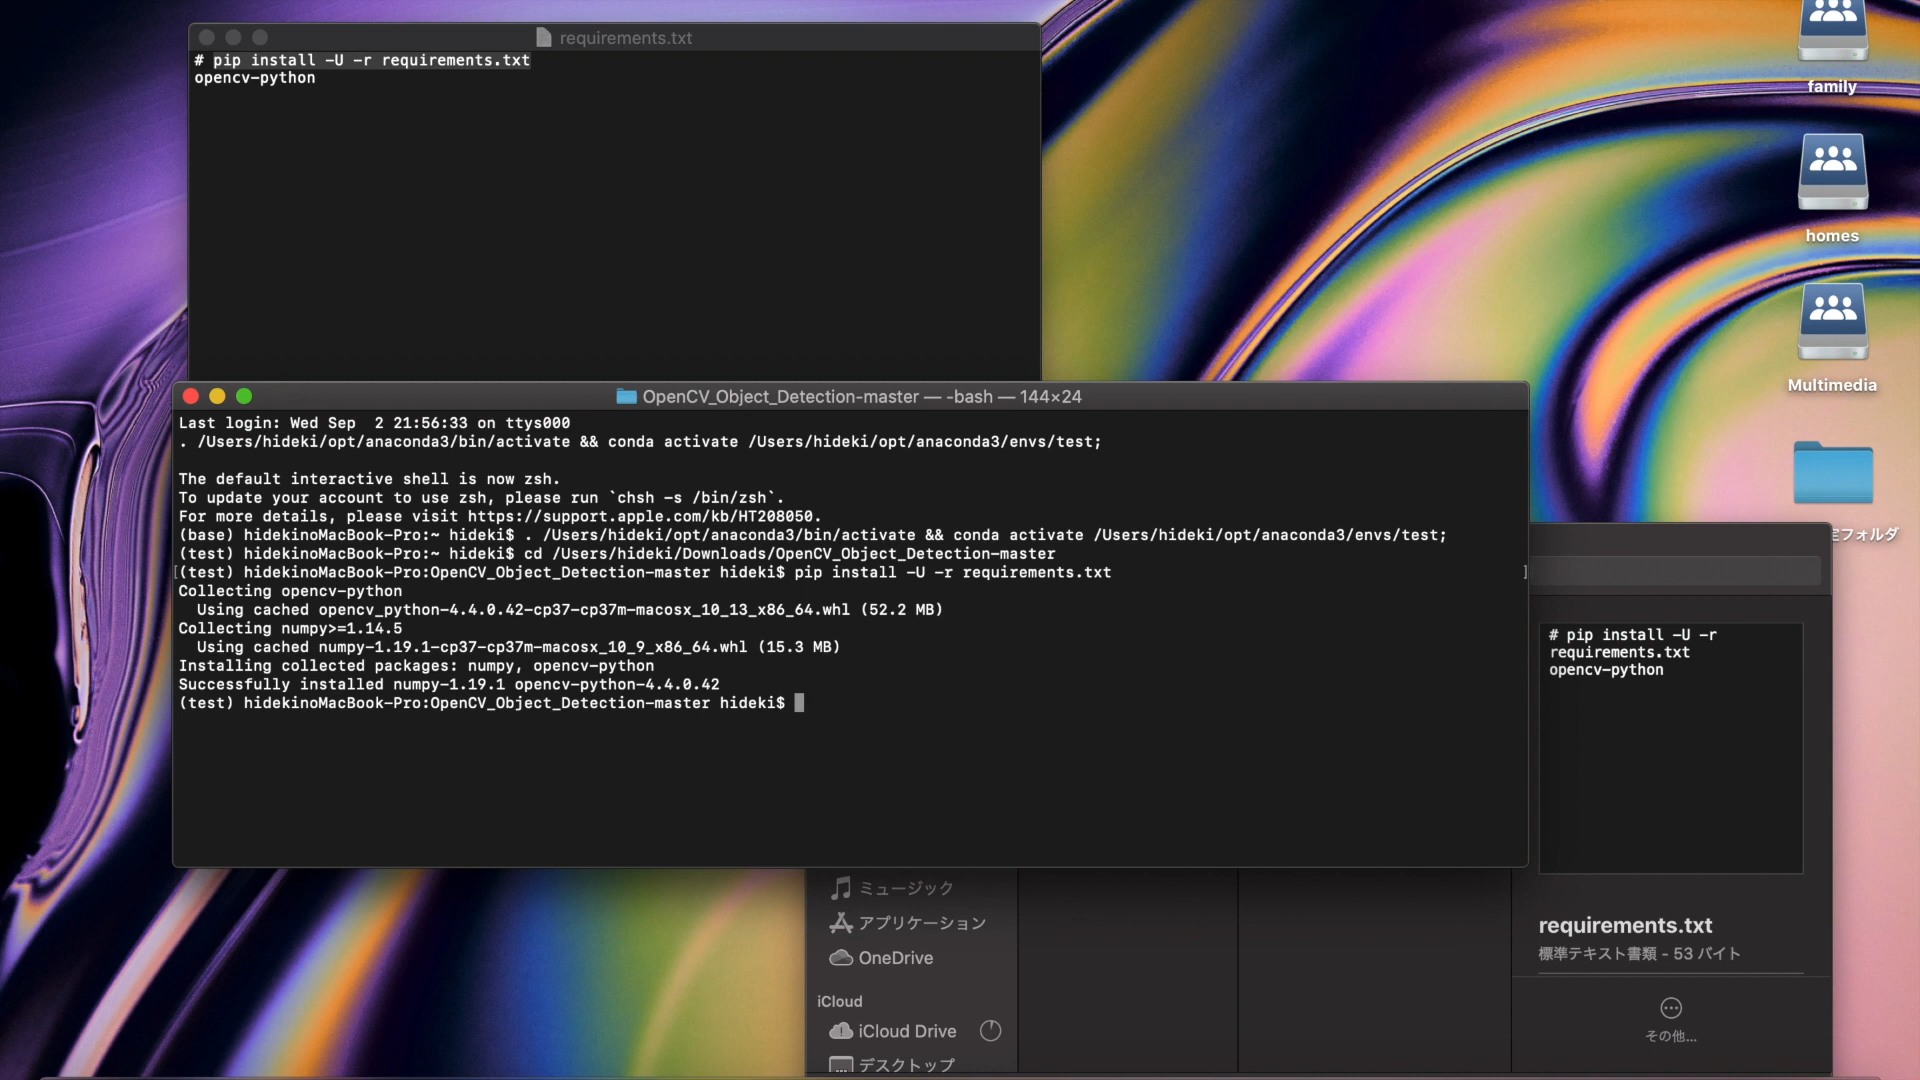 requirements.txt
# pip install -U -r requirements.txt
opencv-python
family
homes
Multimedia
定フォルダ
OpenCV_Object_Detection-master — -bash — 144×24
Last login: Wed Sep  2 21:56:33 on ttys000
. /Users/hideki/opt/anaconda3/bin/activate && conda activate /Users/hideki/opt/anaconda3/envs/test;
The default interactive shell is now zsh.
To update your account to use zsh, please run `chsh -s /bin/zsh`.
For more details, please visit https://support.apple.com/kb/HT208050.
(base) hidekinoMacBook-Pro:~ hideki$ . /Users/hideki/opt/anaconda3/bin/activate && conda activate /Users/hideki/opt/anaconda3/envs/test;
(test) hidekinoMacBook-Pro:~ hideki$ cd /Users/hideki/Downloads/OpenCV_Object_Detection-master
[(test) hidekinoMacBook-Pro:OpenCV_Object_Detection-master hideki$ pip install -U -r requirements.txt ]
Collecting opencv-python
  Using cached opencv_python-4.4.0.42-cp37-cp37m-macosx_10_13_x86_64.whl (52.2 MB)
Collecting numpy>=1.14.5
  Using cached numpy-1.19.1-cp37-cp37m-macosx_10_9_x86_64.whl (15.3 MB)
Installing collected packages: numpy, opencv-python
Successfully installed numpy-1.19.1 opencv-python-4.4.0.42
(test) hidekinoMacBook-Pro:OpenCV_Object_Detection-master hideki$
# pip install -U -r
requirements.txt
opencv-python
requirements.txt
標準テキスト書類 - 53 バイト
その他...
ミュージック
アプリケーション
OneDrive
iCloud
iCloud Drive
デスクトップ